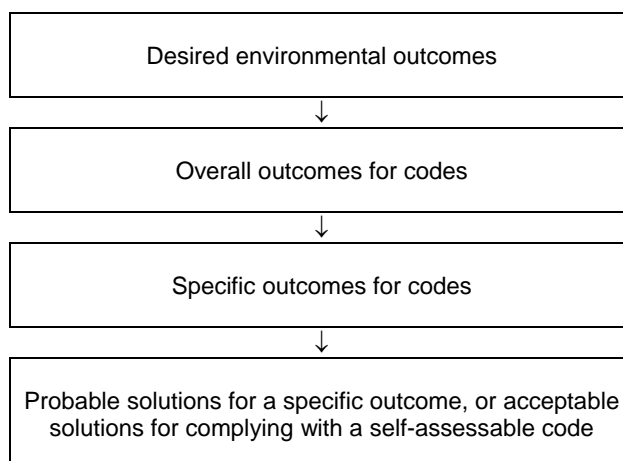 Desired environmental outcomes
↓
Overall outcomes for codes
↓
Specific outcomes for codes
↓
Probable solutions for a specific outcome, or acceptable
solutions for complying with a self-assessable code